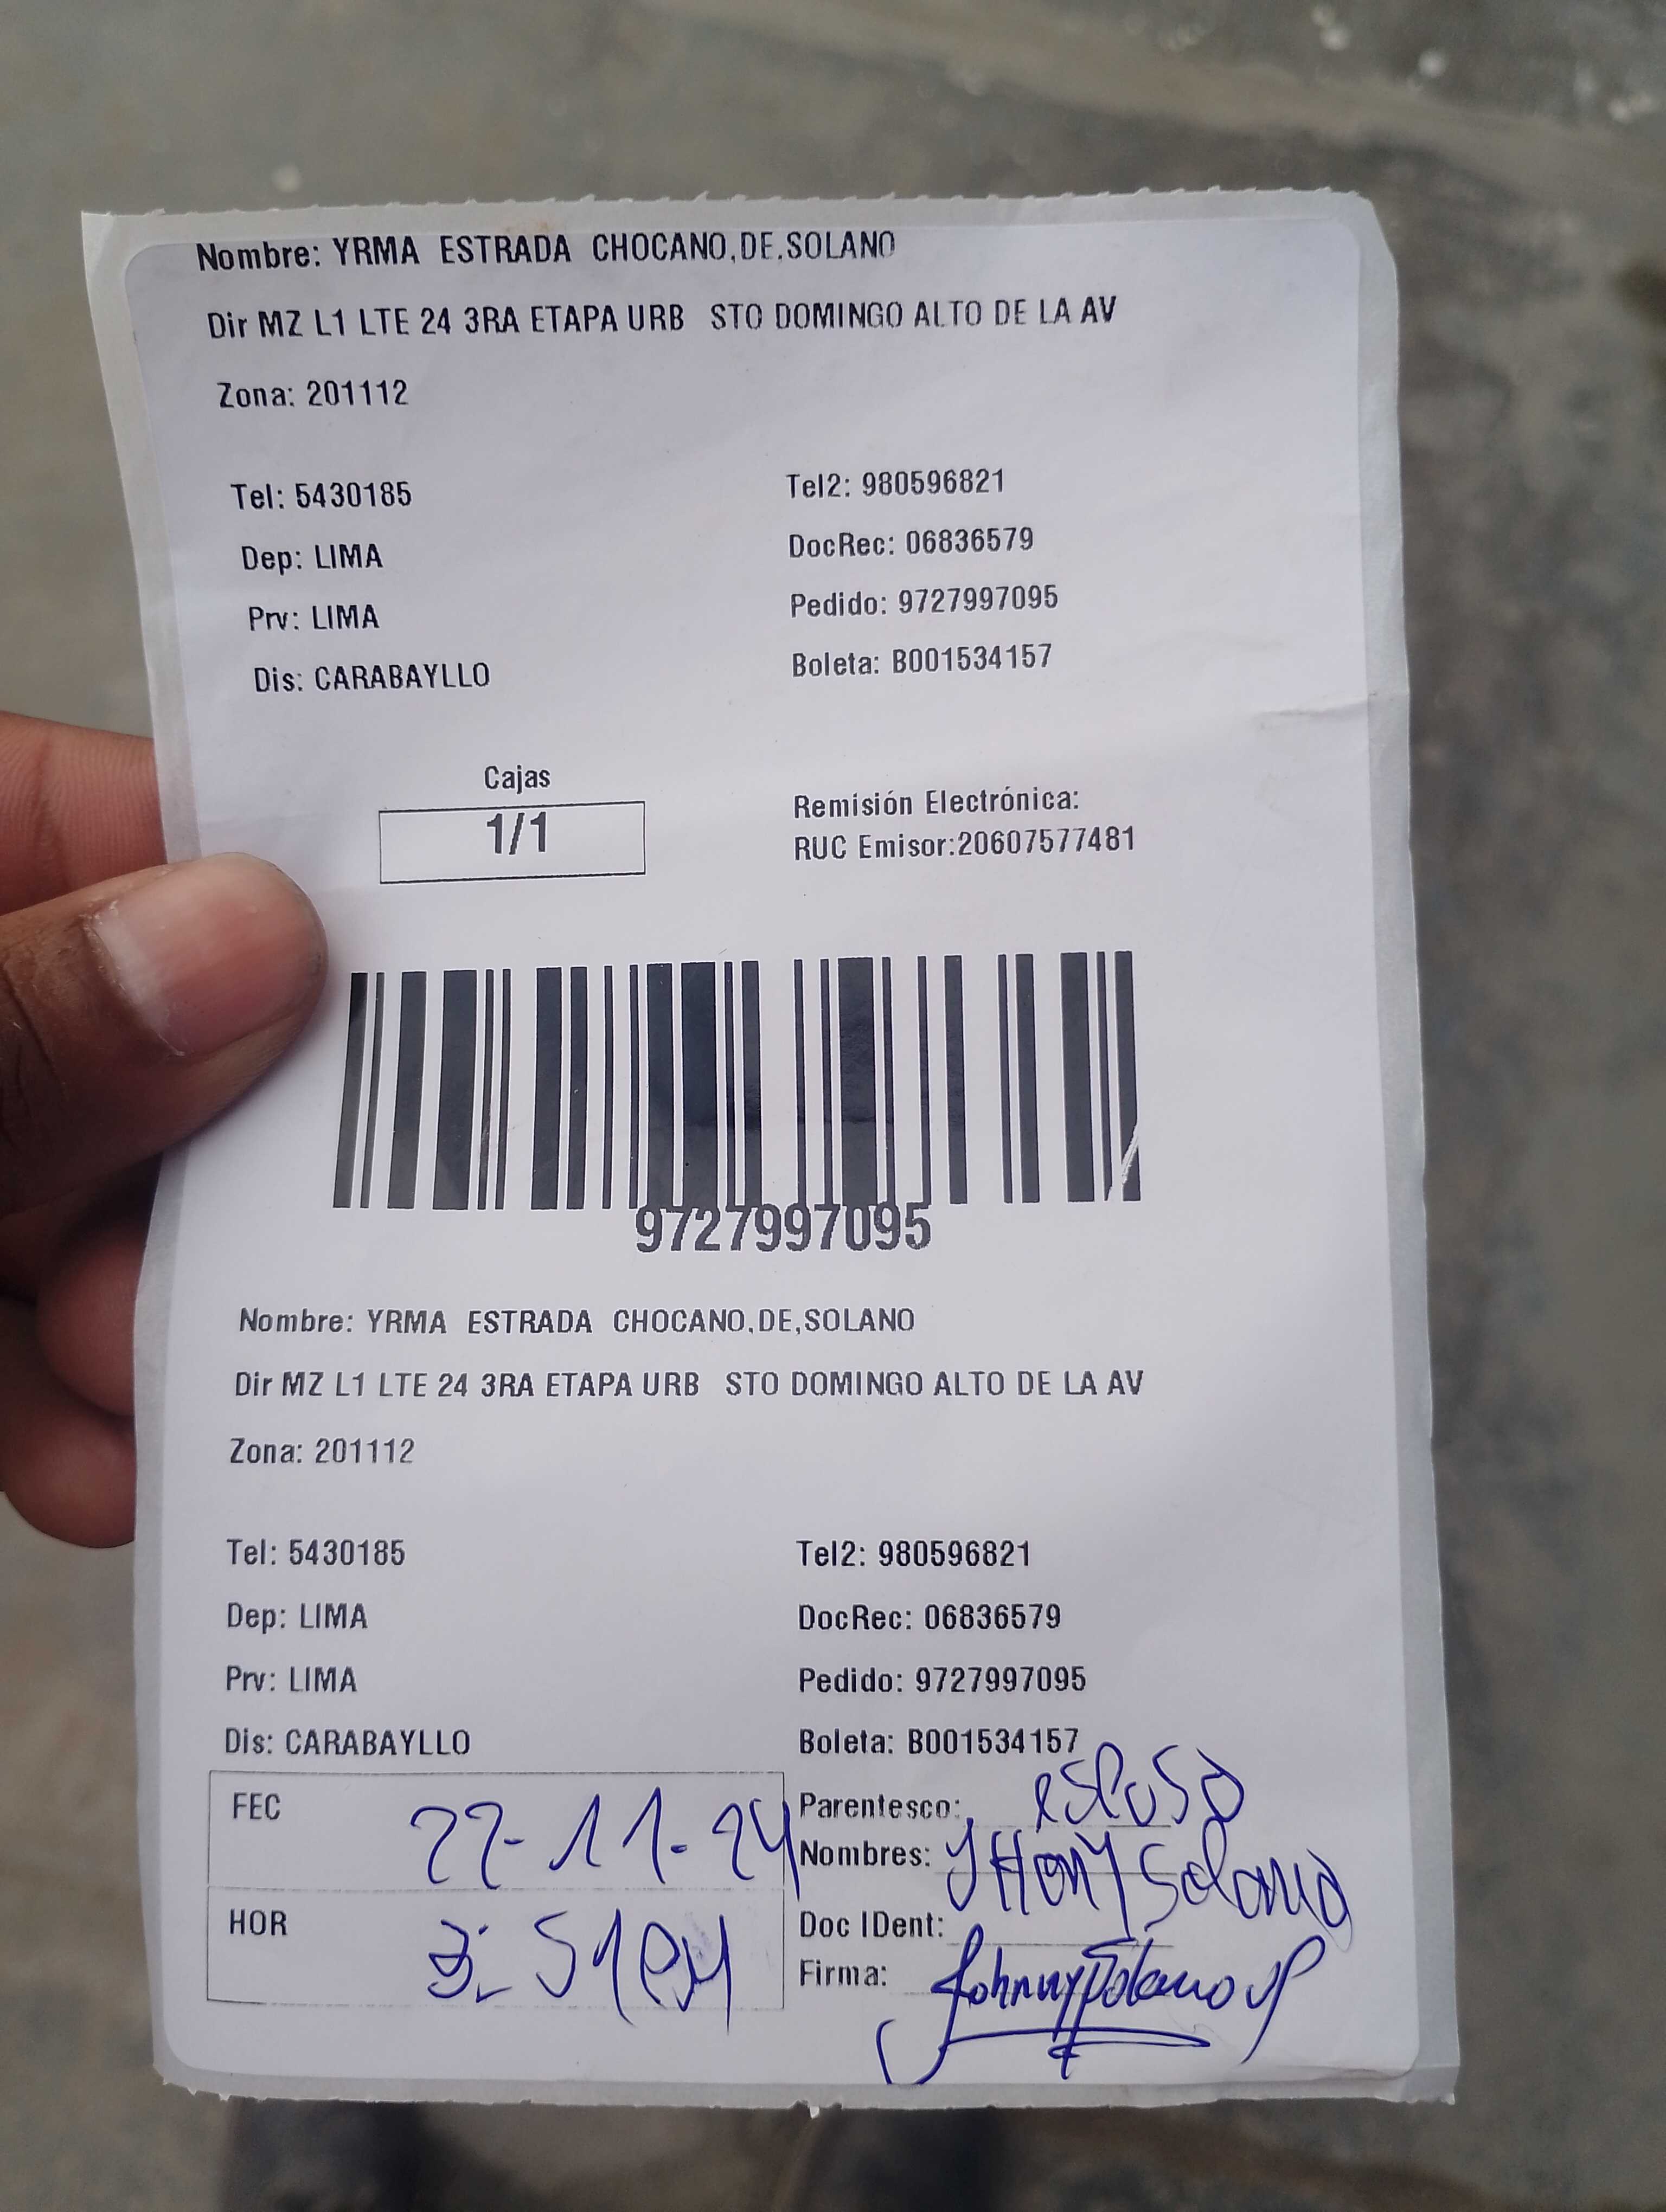 Nombre: YRMA ESTRADA CHOCANO,DE,SOLANO
Dir MZ L1 LTE 24 3RA ETAPA URB STO DOMINGO ALTO DE LA AV
Zona: 201112
Tel: 5430185 Tel2: 980596821
Dep: LIMA DocRec: 06836579
Prv: LIMA Pedido: 9727997095
Dis: CARABAYLLO Boleta: B001534157
Cajas
1/1
Remisión Electrónica:
RUC Emisor:20607577481
9727997095
Nombre: YRMA ESTRADA CHOCANO,DE,SOLANO
Dir MZ L1 LTE 24 3RA ETAPA URB STO DOMINGO ALTO DE LA AV
Zona: 201112
Tel: 5430185 Tel2: 980596821
Dep: LIMA DocRec: 06836579
Prv: LIMA Pedido: 9727997095
Dis: CARABAYLLO Boleta: B001534157
FEC 22-11-24 Parentesco: esposo
Nombres: JHONY Solano
HOR 3:51PM Doc IDent:
Firma: Johnny Solano